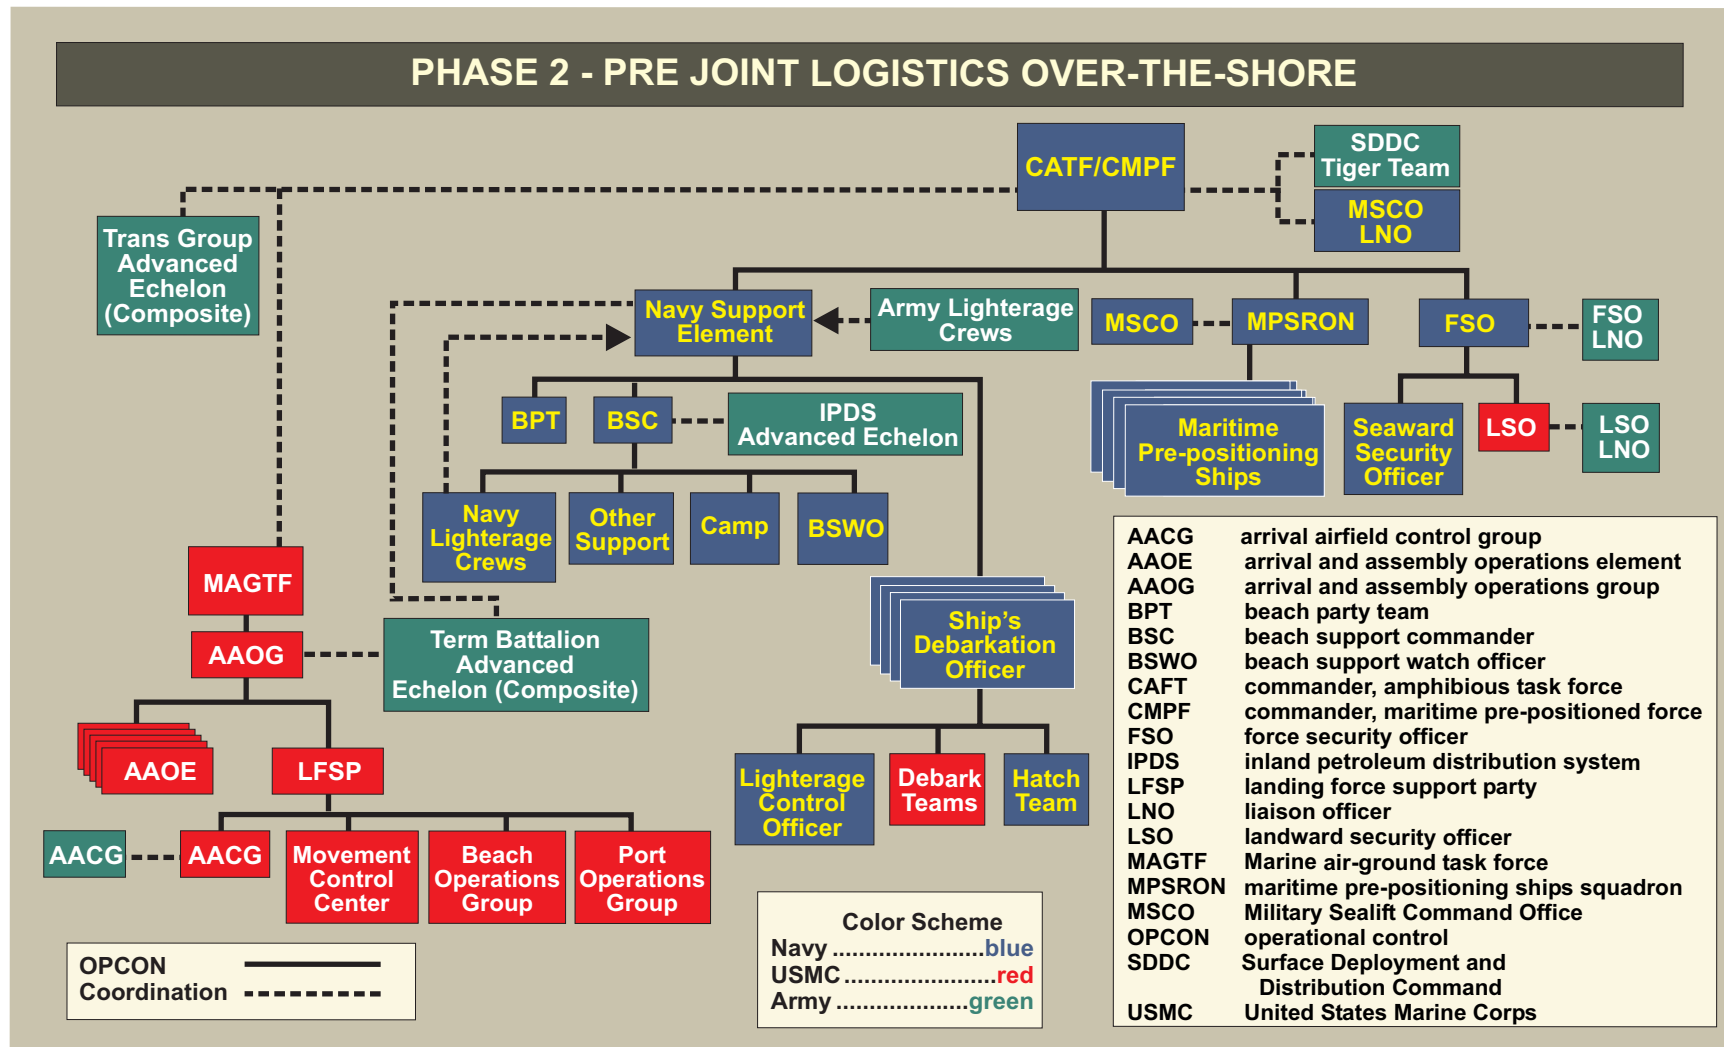 PHASE 2 - PRE JOINT LOGISTICS OVER-THE-SHORE
CATF/CMPF
SDDC
Tiger Team
MSCO
LNO
Trans Group
Advanced
Echelon
(Composite)
Navy Support
Element
Army Lighterage
Crews
MSCO
MPSRON
FSO
FSO
LNO
BPT
BSC
IPDS
Advanced Echelon
Maritime
Pre-positioning
Ships
Seaward
Security
Officer
LSO
LSO
LNO
Navy
Lighterage
Crews
Other
Support
Camp
BSWO
MAGTF
AAOG
Term Battalion
Advanced
Echelon (Composite)
Ship's
Debarkation
Officer
AAOE
LFSP
Lighterage
Control
Officer
Debark
Teams
Hatch
Team
AACG
AACG
Movement
Control
Center
Beach
Operations
Group
Port
Operations
Group
OPCON
Coordination
Color Scheme
Navy .......................blue
USMC .......................red
Army ....................green
AACG arrival airfield control group
AAOE arrival and assembly operations element
AAOG arrival and assembly operations group
BPT beach party team
BSC beach support commander
BSWO beach support watch officer
CAFT commander, amphibious task force
CMPF commander, maritime pre-positioned force
FSO force security officer
IPDS inland petroleum distribution system
LFSP landing force support party
LNO liaison officer
LSO landward security officer
MAGTF Marine air-ground task force
MPSRON maritime pre-positioning ships squadron
MSCO Military Sealift Command Office
OPCON operational control
SDDC Surface Deployment and
Distribution Command
USMC United States Marine Corps